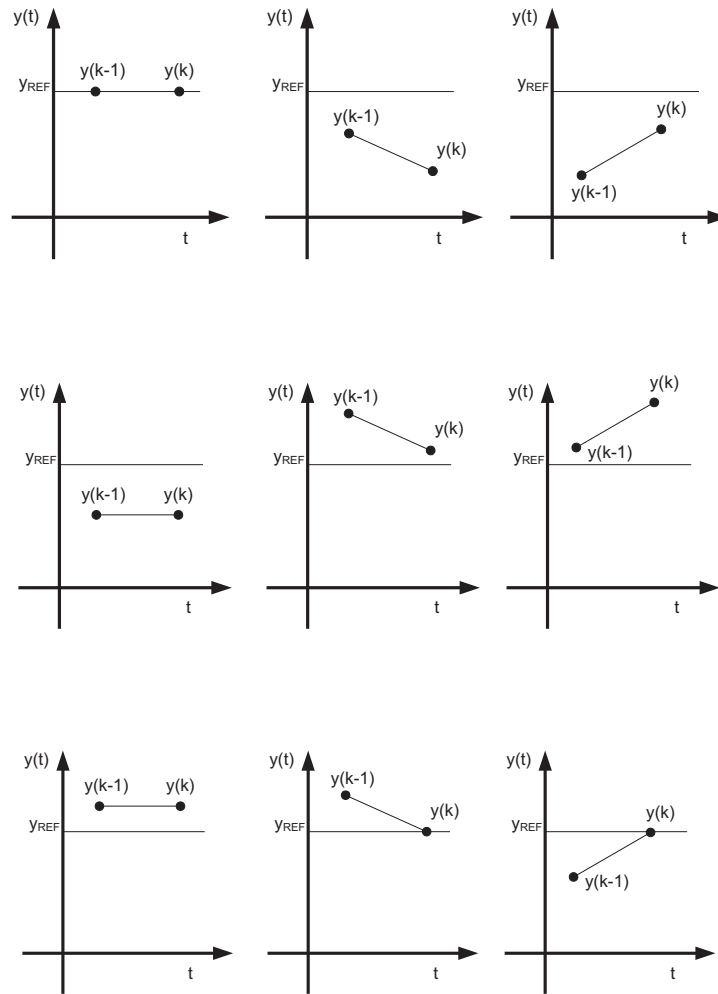 y(t)
y(k-1) y(k)
yREF
t
y(t)
yREF
y(k-1)
y(k)
t
y(t)
yREF
y(k)
y(k-1)
t
y(t)
yREF
y(k-1) y(k)
t
y(t)
y(k-1)
y(k)
yREF
t
y(t)
y(k)
y(k-1)
yREF
t
y(t)
y(k-1) y(k)
yREF
t
y(t)
y(k-1)
y(k)
yREF
t
y(t)
y(k)
yREF
y(k-1)
t